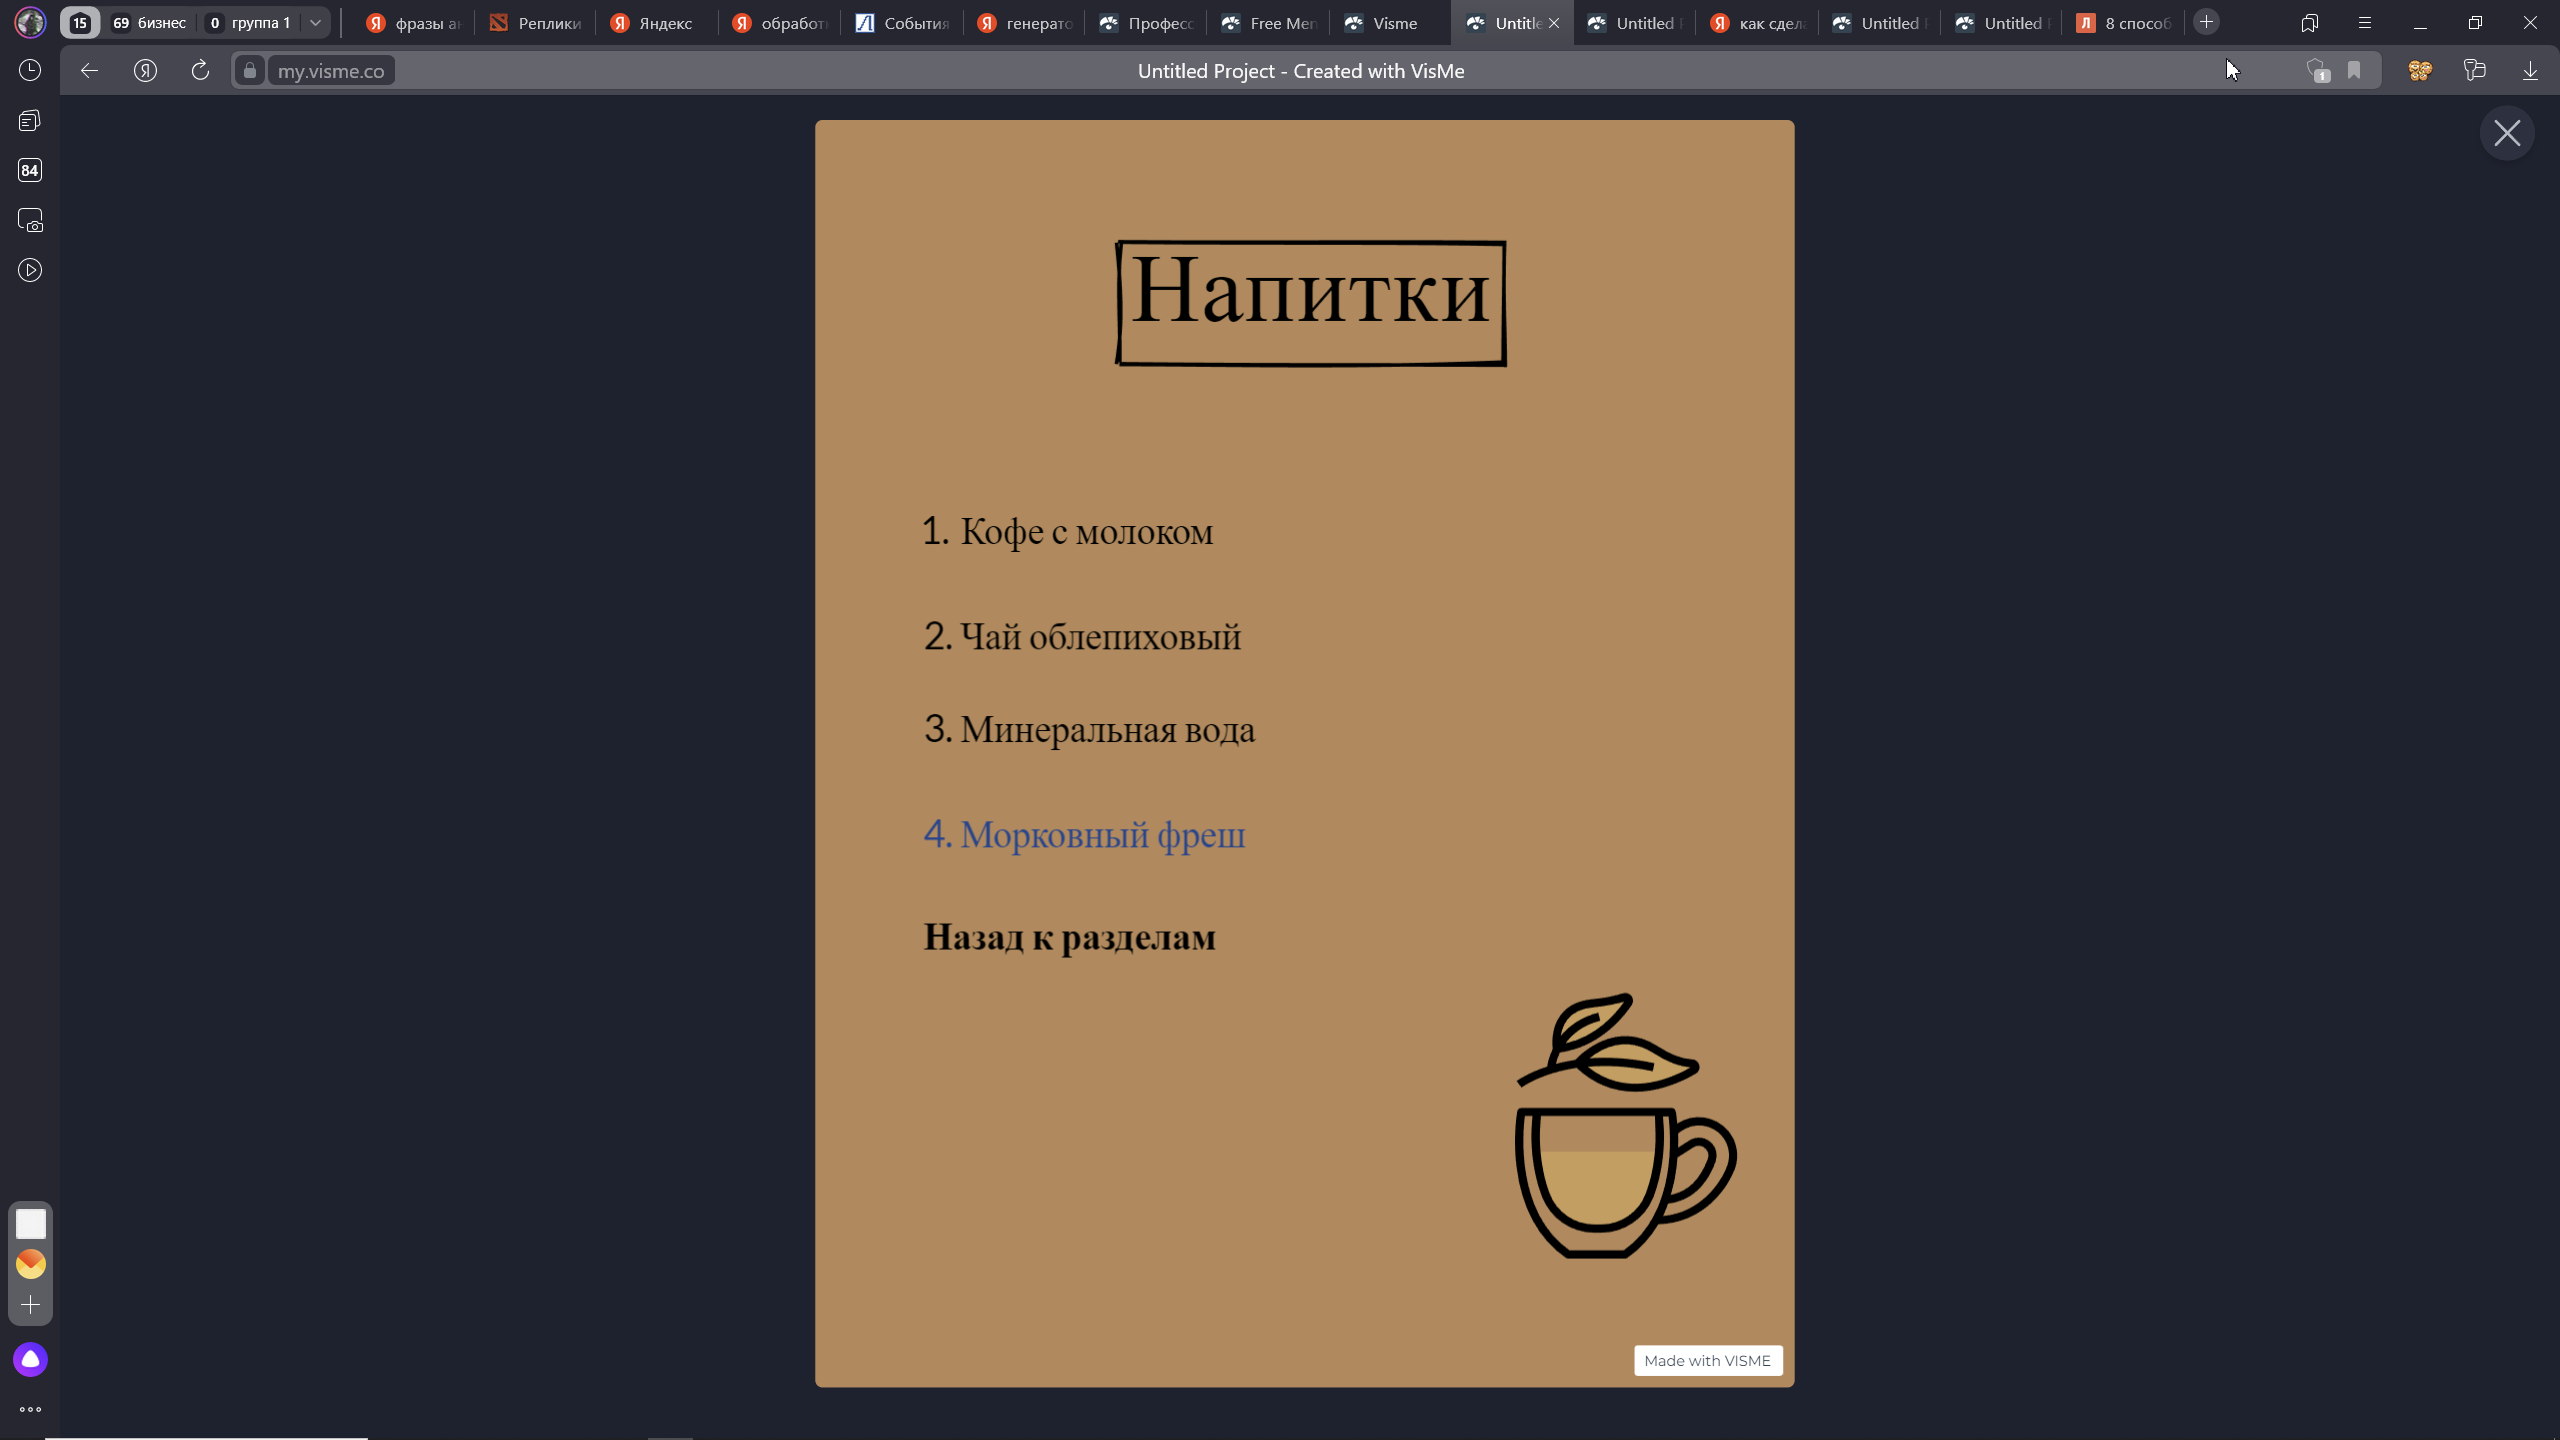 15 69 бизнес 0 группа 1 фразы ан Реплики Яндекс обработ События генерато Професс Free Men Visme Untitle Untitled как сдел Untitled Untitled 8 способ
my.visme.co Untitled Project - Created with VisMe 1
84
Напитки
1. Кофе с молоком
2. Чай облепиховый
3. Минеральная вода
4. Морковный фреш
Назад к разделам
Made with VISME